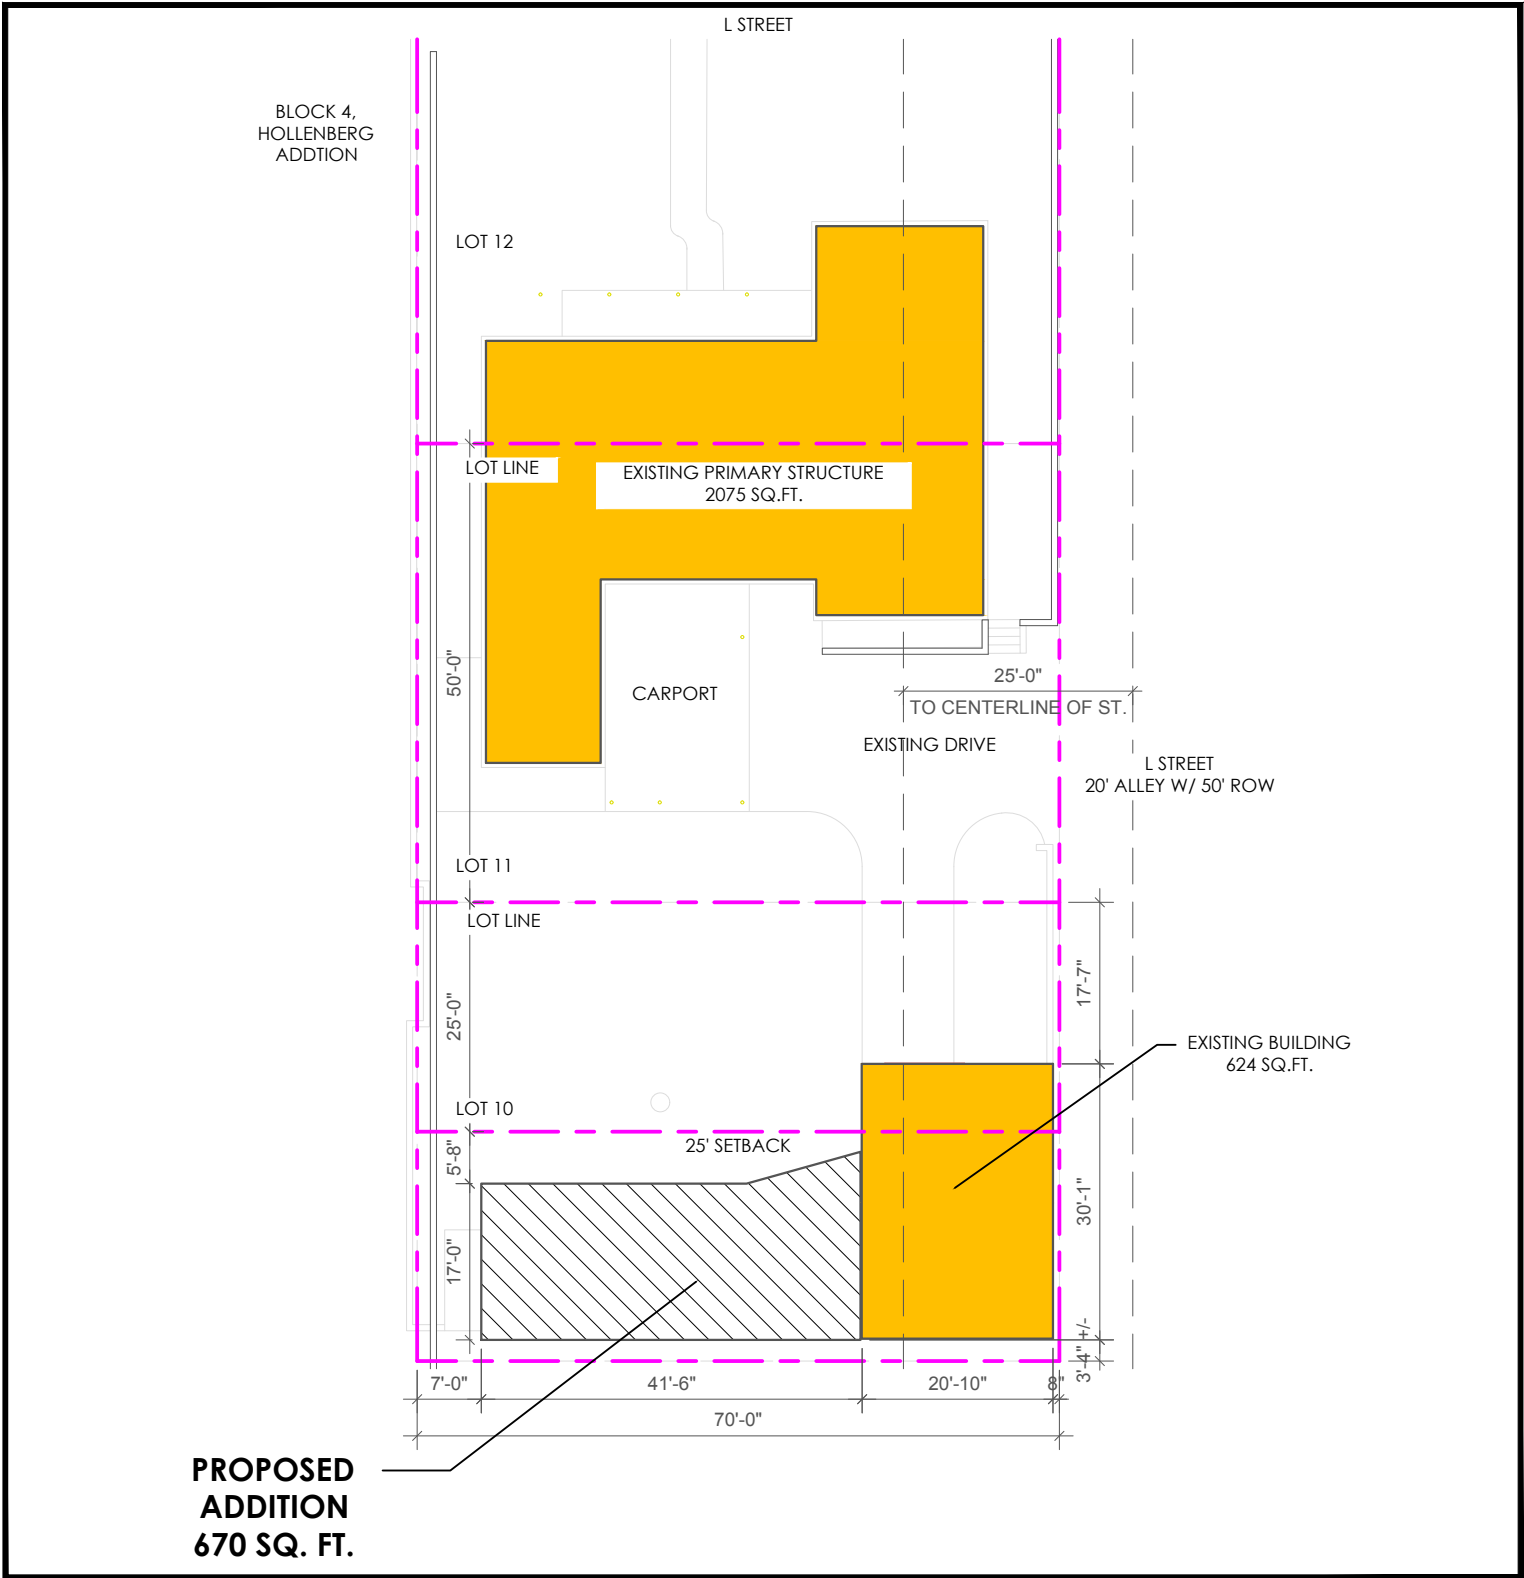 L STREET
BLOCK 4,
HOLLENBERG
ADDTION
LOT 12
LOT LINE
EXISTING PRIMARY STRUCTURE
2075 SQ.FT.
50'-0"
CARPORT
25'-0"
TO CENTERLINE OF ST.
EXISTING DRIVE
L STREET
20' ALLEY W/ 50' ROW
LOT 11
LOT LINE
25'-0"
17'-7"
EXISTING BUILDING
624 SQ.FT.
LOT 10
25' SETBACK
5'-8"
30'-1"
17'-0"
3'-4" +/-
7'-0"
41'-6"
20'-10"
8"
70'-0"
PROPOSED
ADDITION
670 SQ. FT.